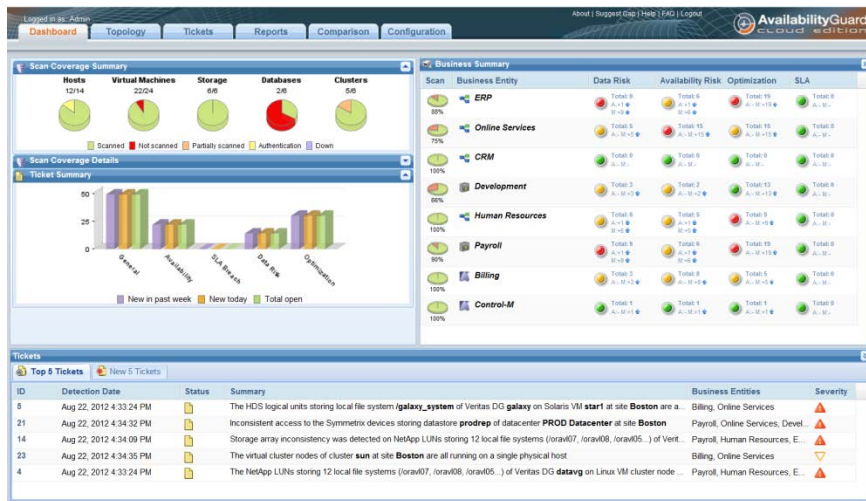 Logged in as: Admin
About | Suggest Gap | Help | FAQ | Logout
AvailabilityGuard
CLOUD EDITION
Dashboard Topology Tickets Reports Comparison Configuration
Scan Coverage Summary
Hosts Virtual Machines Storage Databases Clusters
12/14 22/24 6/6 2/6 5/6
Scanned Not scanned Partially scanned Authentication Down
Scan Coverage Details
Ticket Summary
50
25
0
General Availability SLA Breach Data Risk Optimization
New in past week New today Total open
Business Summary
Scan Business Entity Data Risk Availability Risk Optimization SLA
ERP
88%
Online Services
75%
CRM
100%
Development
66%
Human Resources
100%
Payroll
80%
Billing
100%
Control-M
100%
Tickets
Top 5 Tickets New 5 Tickets
ID Detection Date Status Summary Business Entities Severity
5 Aug 22, 2012 4:33:24 PM The HDS logical units storing local file system /galaxy_system of Veritas DG galaxy on Solaris VM star1 at site Boston are a... Billing, Online Services
21 Aug 22, 2012 4:34:32 PM Inconsistent access to the Symmetrix devices storing datastore prodrep of datacenter PROD Datacenter at site Boston Payroll, Online Services, Devel...
14 Aug 22, 2012 4:34:09 PM Storage array inconsistency was detected on NetApp LUNs storing 12 local file systems (/oravl07, /oravl08, /oravl05...) of Verit... Payroll, Human Resources, E...
23 Aug 22, 2012 4:34:35 PM The virtual cluster nodes of cluster sun at site Boston are all running on a single physical host Billing, Online Services
4 Aug 22, 2012 4:33:24 PM The NetApp LUNs storing 12 local file systems (/oravl07, /oravl08, /oravl05...) of Veritas DG datavg on Linux VM cluster node ... Payroll, Human Resources, E...